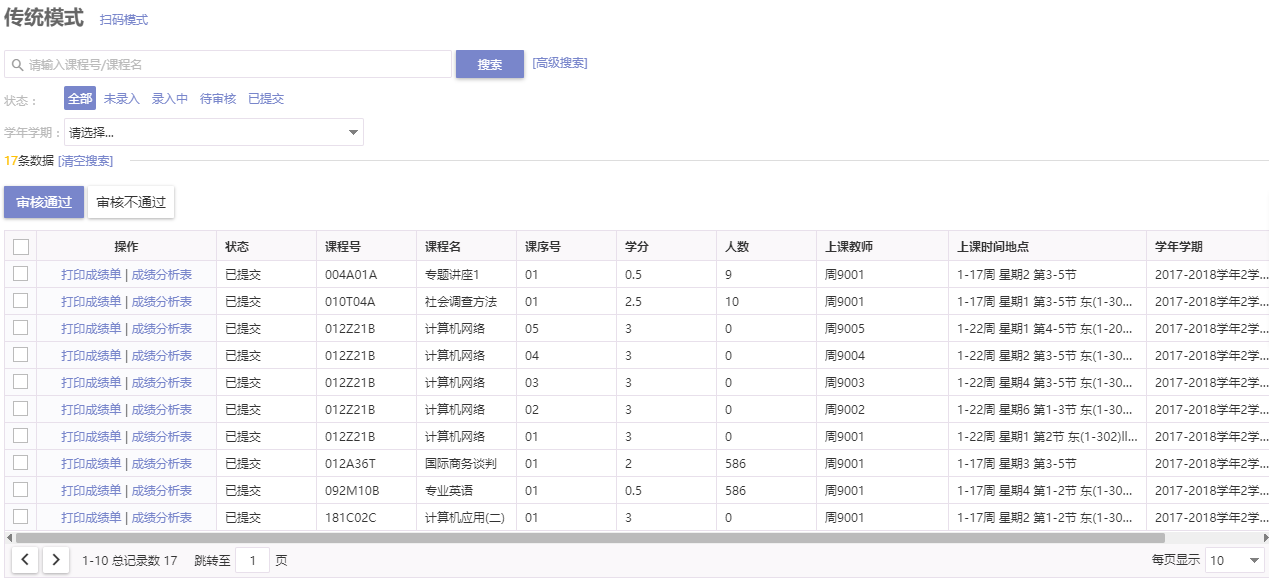 传统模式 扫码模式
请输入课程号/课程名 搜索 [高级搜索]
状态： 全部 未录入 录入中 待审核 已提交
学年学期： 请选择...
17条数据 [清空搜索]
审核通过 审核不通过
操作 状态 课程号 课程名 课序号 学分 人数 上课教师 上课时间地点 学年学期
打印成绩单 | 成绩分析表 已提交 004A01A 专题讲座1 01 0.5 9 周9001 1-17周 星期2 第3-5节 2017-2018学年2学...
打印成绩单 | 成绩分析表 已提交 010T04A 社会调查方法 01 2.5 10 周9001 1-17周 星期1 第3-5节 东(1-30... 2017-2018学年2学...
打印成绩单 | 成绩分析表 已提交 012Z21B 计算机网络 05 3 0 周9005 1-22周 星期1 第4-5节 东(1-20... 2017-2018学年2学...
打印成绩单 | 成绩分析表 已提交 012Z21B 计算机网络 04 3 0 周9004 1-22周 星期2 第3-5节 东(1-30... 2017-2018学年2学...
打印成绩单 | 成绩分析表 已提交 012Z21B 计算机网络 03 3 0 周9003 1-22周 星期4 第3-5节 东(1-30... 2017-2018学年2学...
打印成绩单 | 成绩分析表 已提交 012Z21B 计算机网络 02 3 0 周9002 1-22周 星期6 第1-3节 东(1-30... 2017-2018学年2学...
打印成绩单 | 成绩分析表 已提交 012Z21B 计算机网络 01 3 0 周9001 1-22周 星期1 第2节 东(1-302)||... 2017-2018学年2学...
打印成绩单 | 成绩分析表 已提交 012A36T 国际商务谈判 01 2 586 周9001 1-17周 星期3 第3-5节 2017-2018学年2学...
打印成绩单 | 成绩分析表 已提交 092M10B 专业英语 01 0.5 586 周9001 1-17周 星期4 第1-2节 东(1-30... 2017-2018学年2学...
打印成绩单 | 成绩分析表 已提交 181C02C 计算机应用(二) 01 3 0 周9001 1-17周 星期2 第1-2节 东(1-30... 2017-2018学年2学...
1-10 总记录数 17 跳转至 1 页 每页显示 10